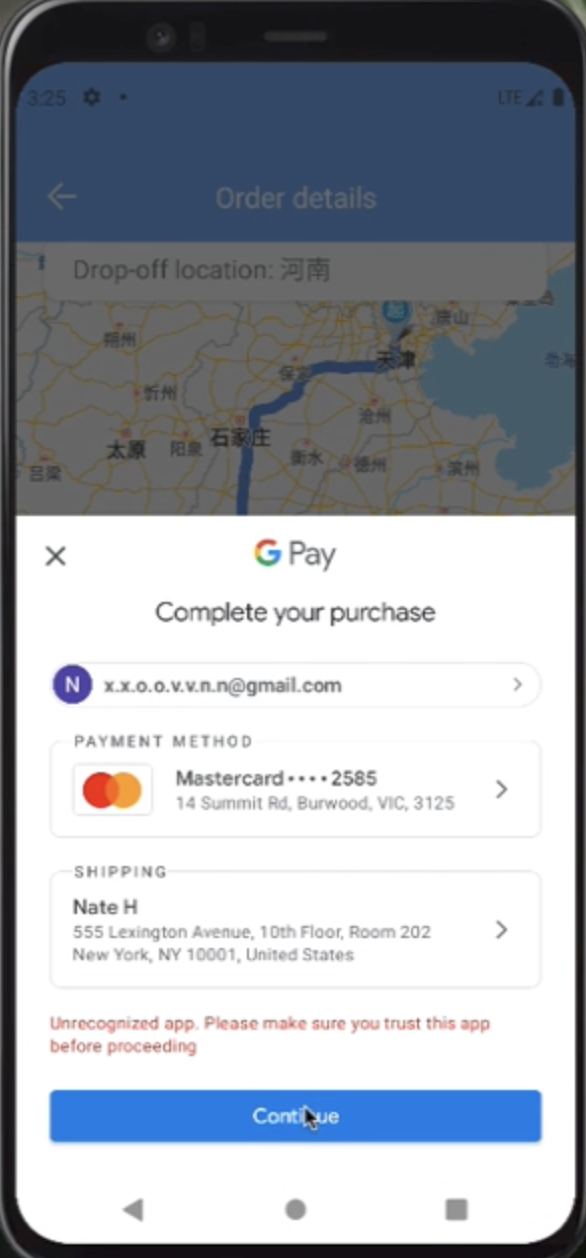 3:25
LTE
Order details
Drop-off location: 河南
起
唐山
朔州
天津
渤海
保定
忻州
沧州
石家庄
太原
阳泉
衡水
德州
滨州
吕梁
G Pay
Complete your purchase
N
x.x.o.o.v.v.n.n@gmail.com
PAYMENT METHOD
Mastercard •••• 2585
14 Summit Rd, Burwood, VIC, 3125
SHIPPING
Nate H
555 Lexington Avenue, 10th Floor, Room 202
New York, NY 10001, United States
Unrecognized app. Please make sure you trust this app
before proceeding
Continue